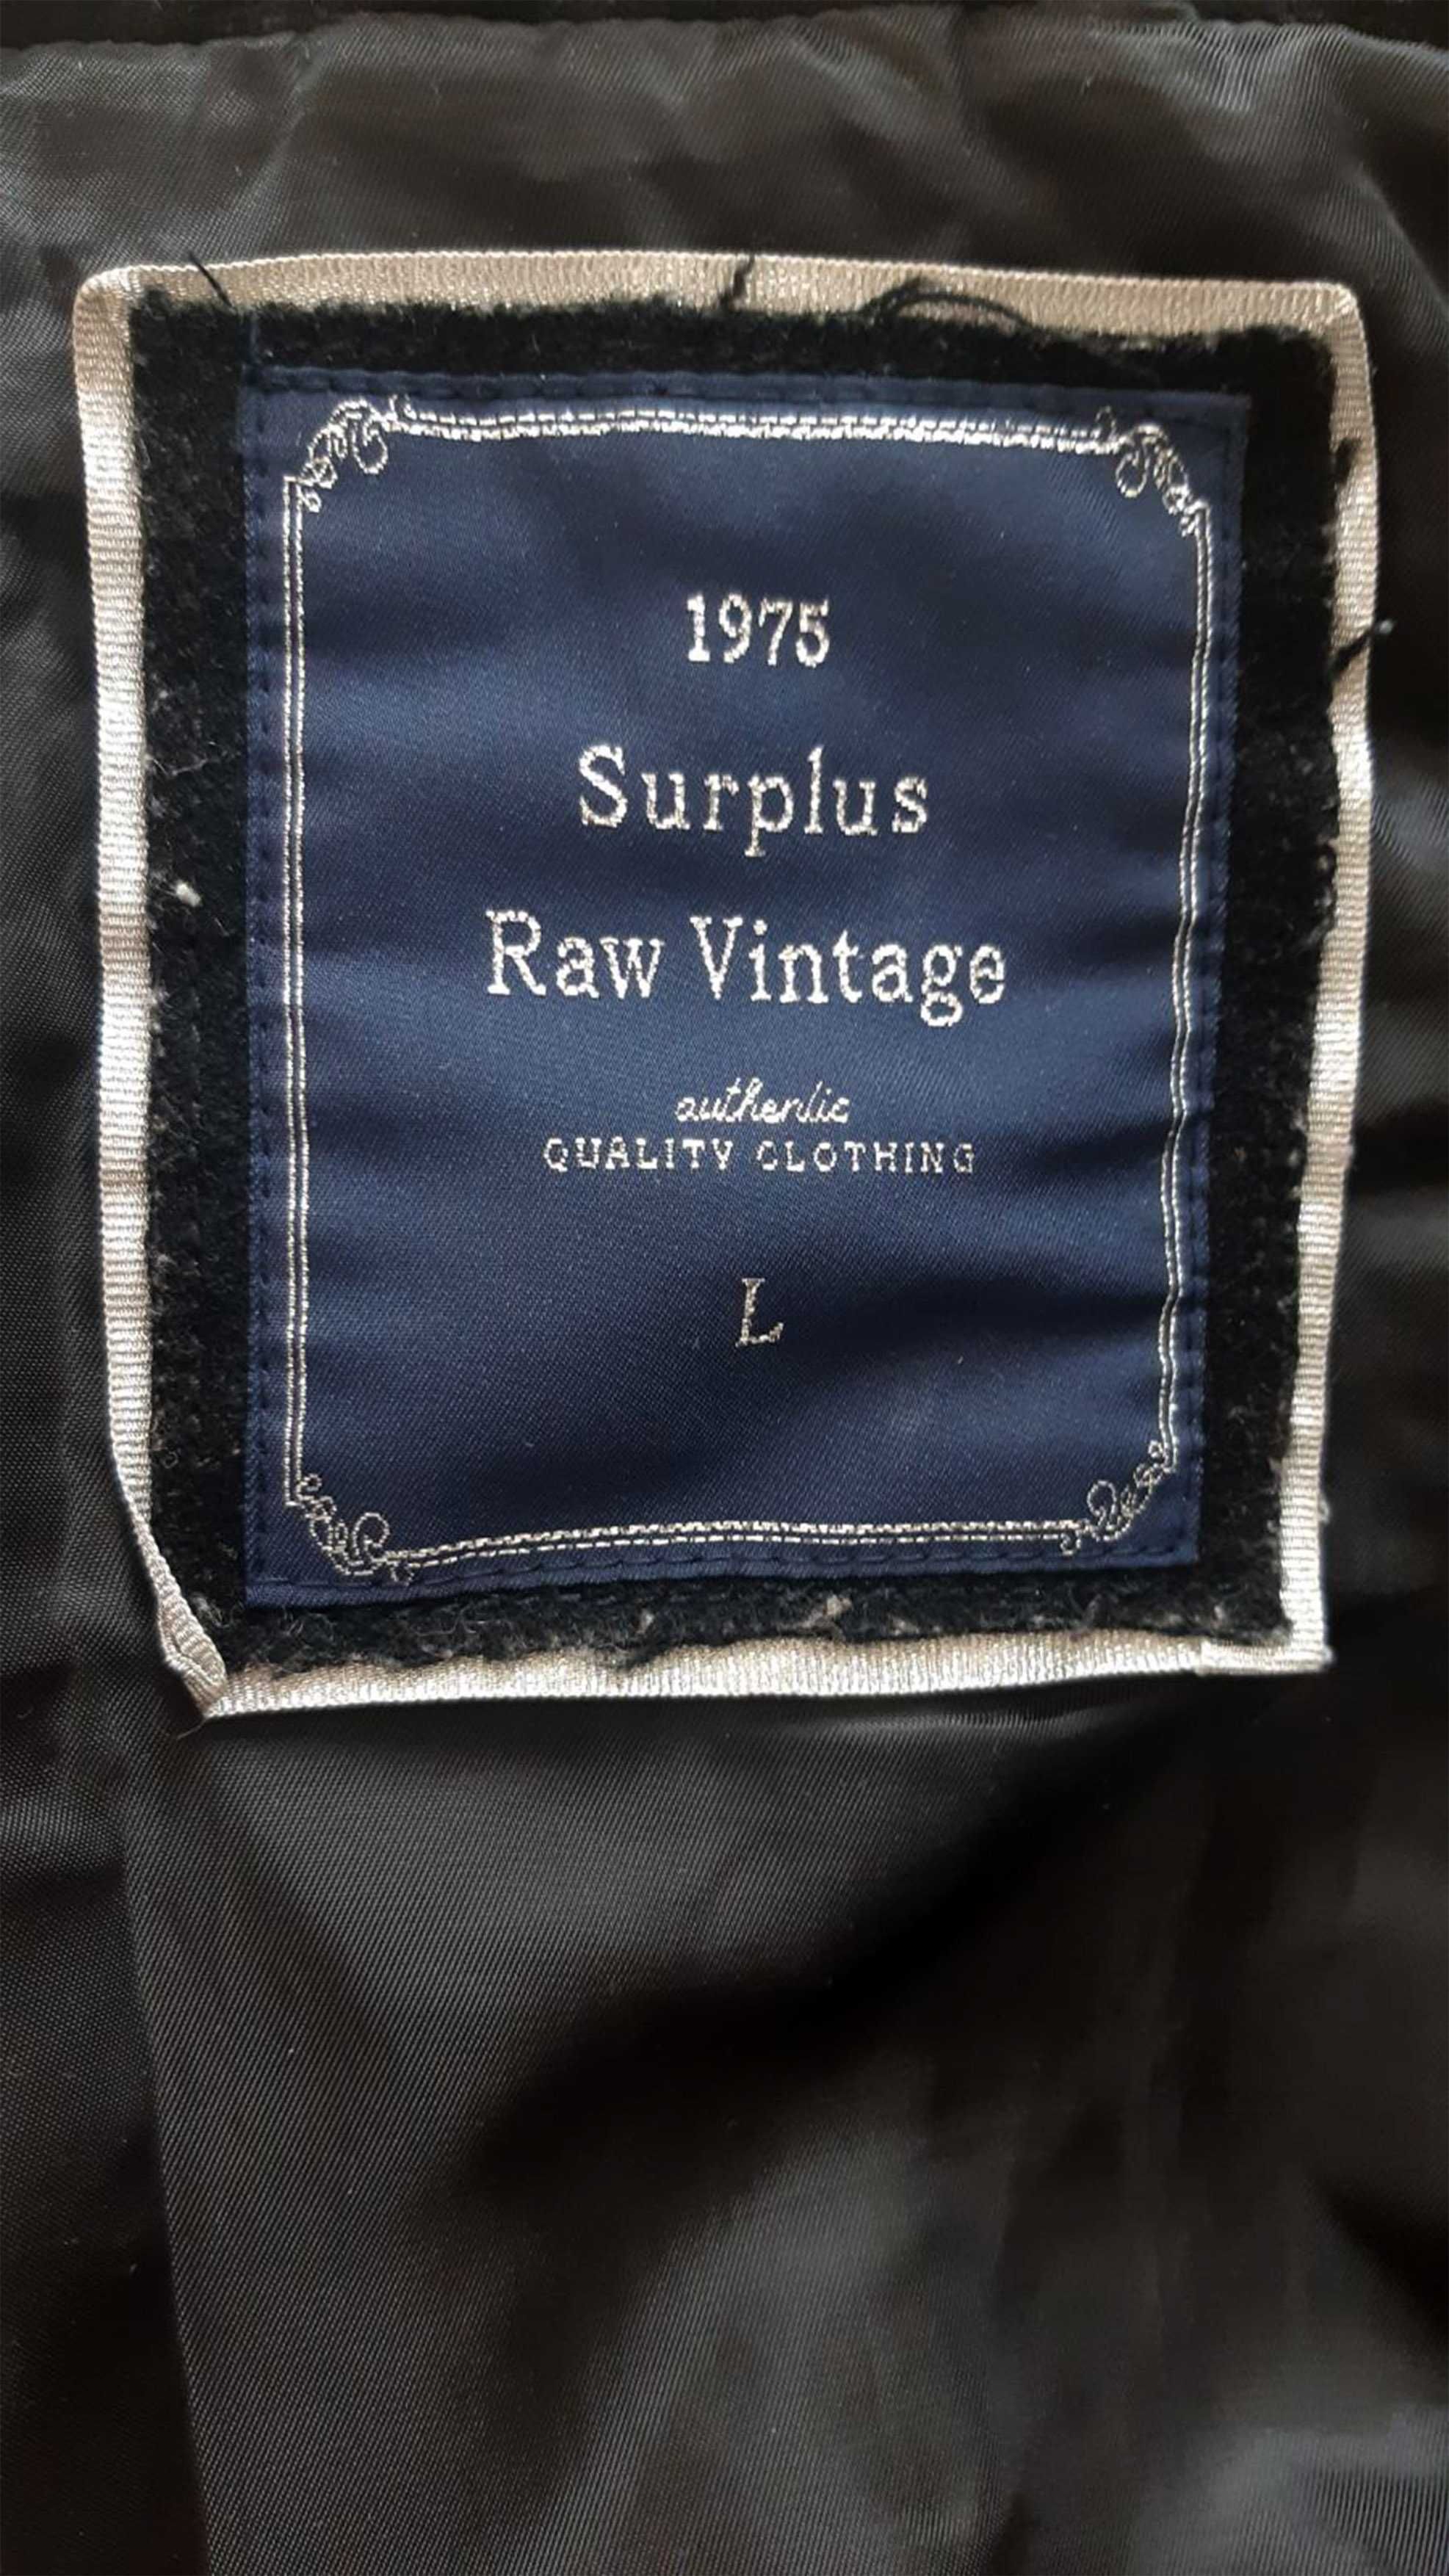 1975
Surplus
Raw Vintage
authentic
QUALITY CLOTHING
L